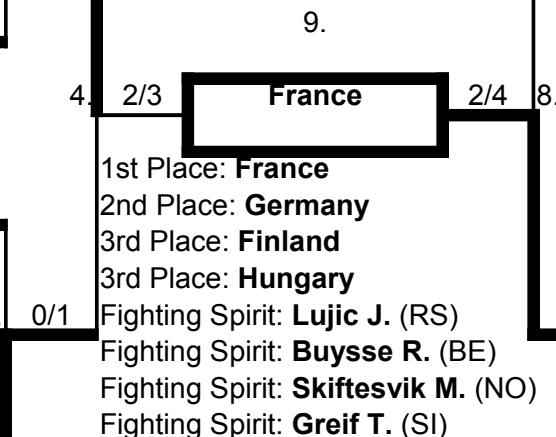 9.
4. 2/3 France 2/4 8.
1st Place: France
2nd Place: Germany
3rd Place: Finland
3rd Place: Hungary
0/1 Fighting Spirit: Lujic J. (RS)
Fighting Spirit: Buysse R. (BE)
Fighting Spirit: Skiftesvik M. (NO)
Fighting Spirit: Greif T. (SI)